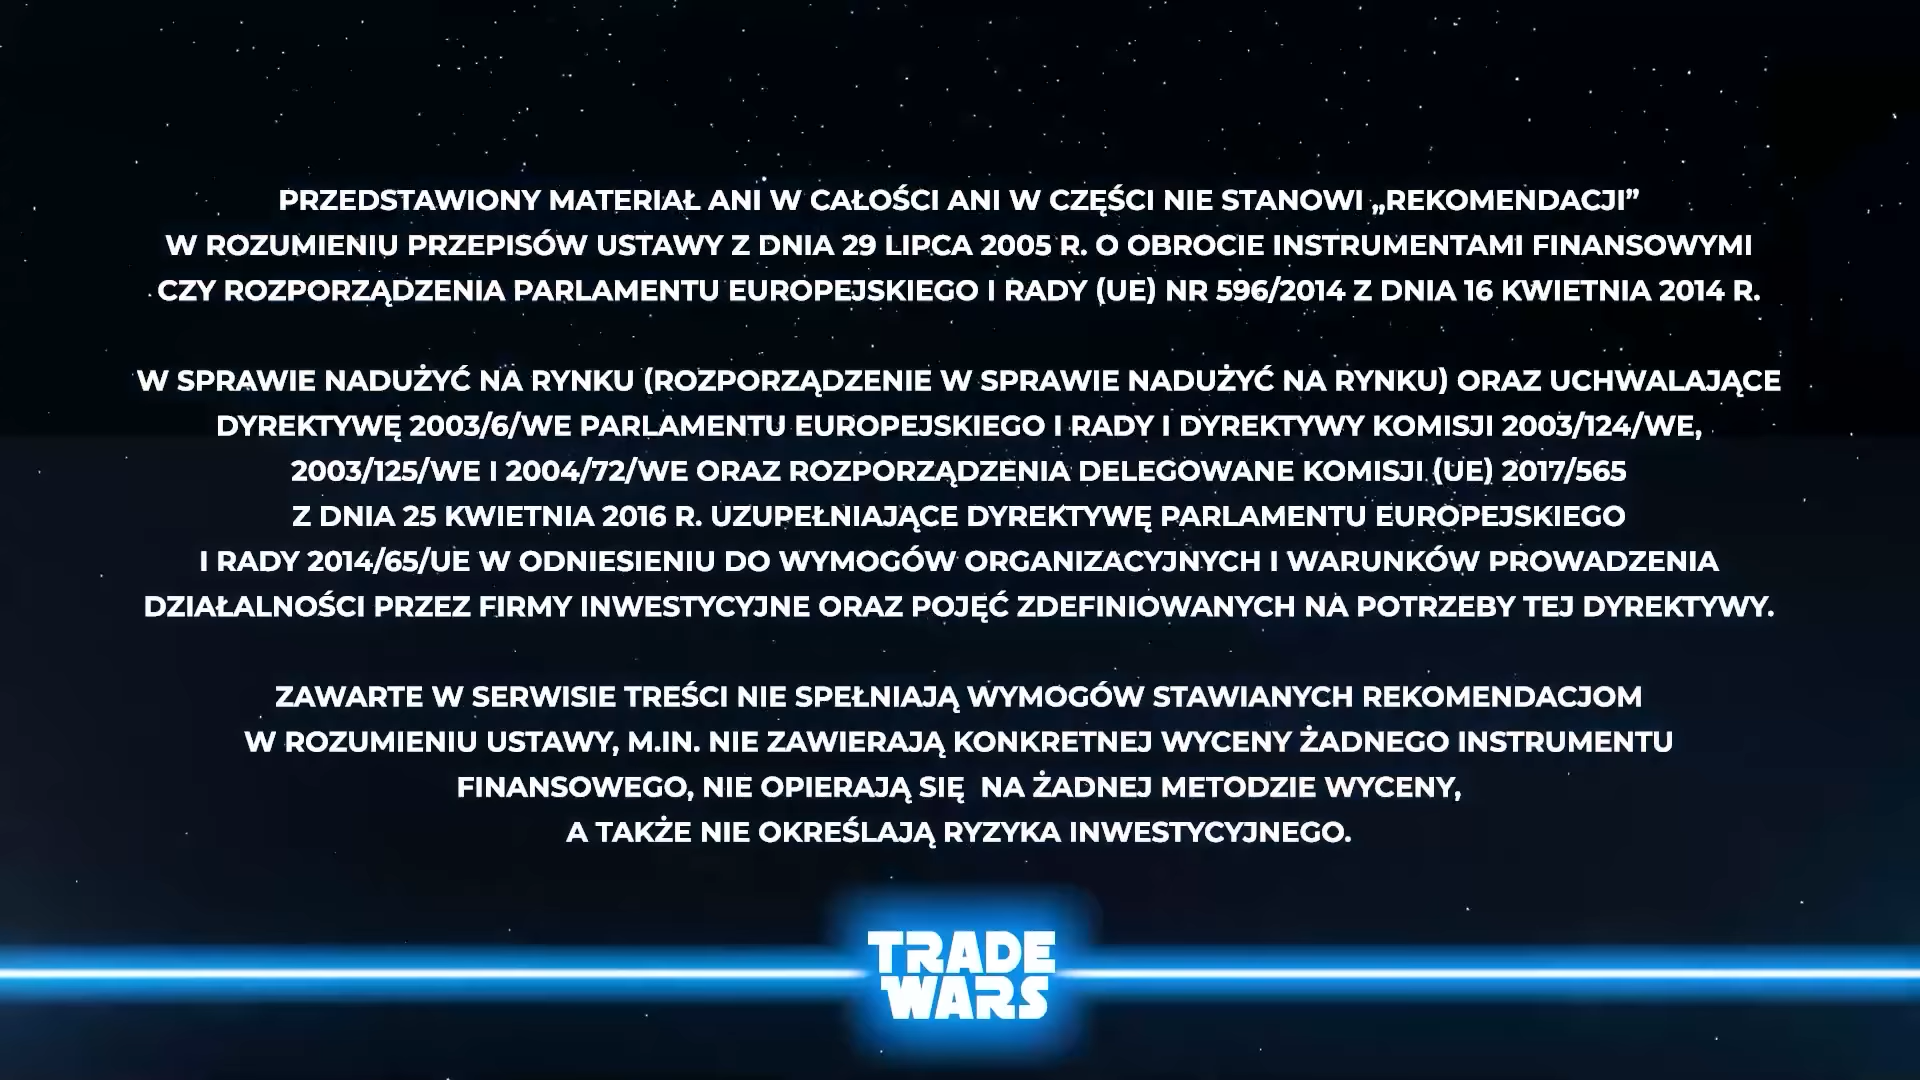 PRZEDSTAWIONY MATERIAŁ ANI W CAŁOŚCI ANI W CZĘŚCI NIE STANOWI „REKOMENDACJI”
W ROZUMIENIU PRZEPISÓW USTAWY Z DNIA 29 LIPCA 2005 R. O OBROCIE INSTRUMENTAMI FINANSOWYMI
CZY ROZPORZĄDZENIA PARLAMENTU EUROPEJSKIEGO I RADY (UE) NR 596/2014 Z DNIA 16 KWIETNIA 2014 R.
W SPRAWIE NADUŻYĆ NA RYNKU (ROZPORZĄDZENIE W SPRAWIE NADUŻYĆ NA RYNKU) ORAZ UCHWALAJĄCE
DYREKTYWĘ 2003/6/WE PARLAMENTU EUROPEJSKIEGO I RADY I DYREKTYWY KOMISJI 2003/124/WE,
2003/125/WE I 2004/72/WE ORAZ ROZPORZĄDZENIA DELEGOWANE KOMISJI (UE) 2017/565
Z DNIA 25 KWIETNIA 2016 R. UZUPEŁNIAJĄCE DYREKTYWĘ PARLAMENTU EUROPEJSKIEGO
I RADY 2014/65/UE W ODNIESIENIU DO WYMOGÓW ORGANIZACYJNYCH I WARUNKÓW PROWADZENIA
DZIAŁALNOŚCI PRZEZ FIRMY INWESTYCYJNE ORAZ POJĘĆ ZDEFINIOWANYCH NA POTRZEBY TEJ DYREKTYWY.
ZAWARTE W SERWISIE TREŚCI NIE SPEŁNIAJĄ WYMOGÓW STAWIANYCH REKOMENDACJOM
W ROZUMIENIU USTAWY, M.IN. NIE ZAWIERAJĄ KONKRETNEJ WYCENY ŻADNEGO INSTRUMENTU
FINANSOWEGO, NIE OPIERAJĄ SIĘ NA ŻADNEJ METODZIE WYCENY,
A TAKŻE NIE OKREŚLAJĄ RYZYKA INWESTYCYJNEGO.
TRADE
WARS